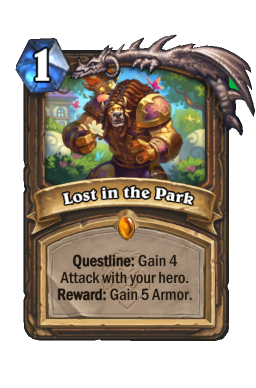 1
Lost in the Park
Questline: Gain 4
Attack with your hero.
Reward: Gain 5 Armor.